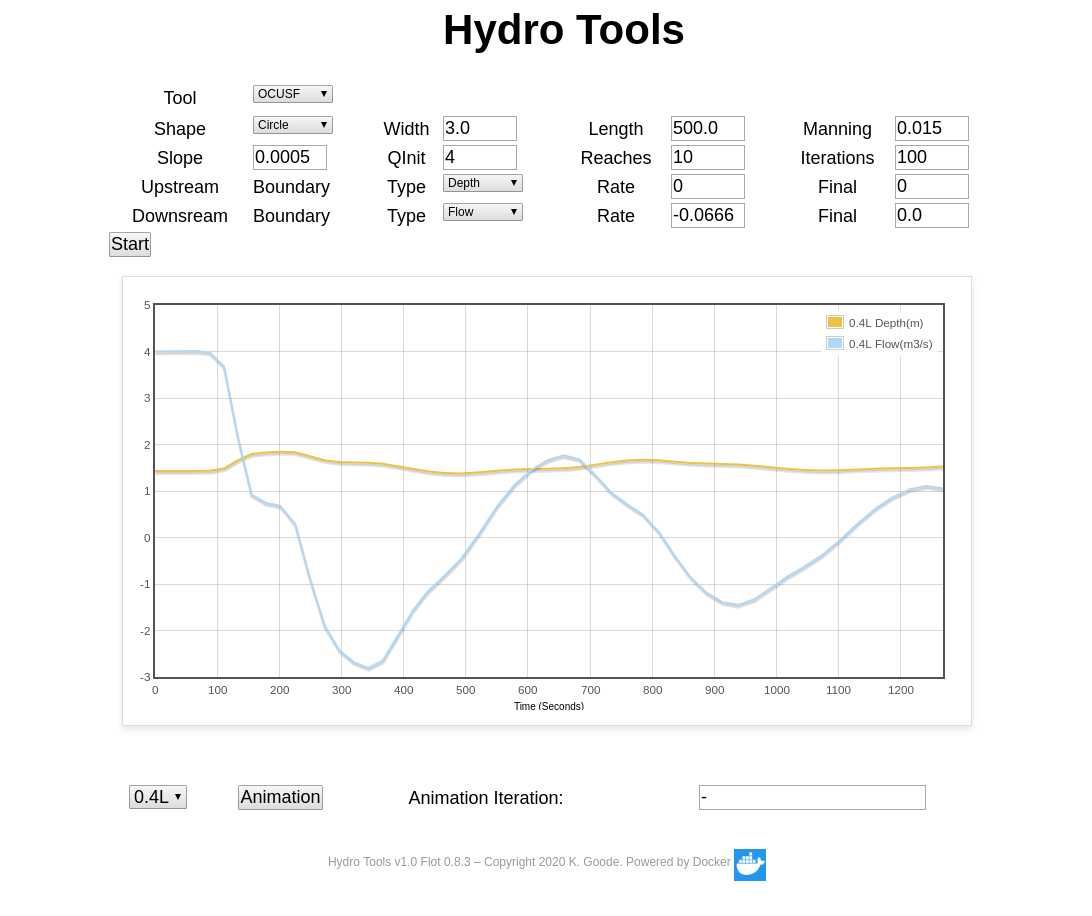 Hydro Tools
Tool OCUSF
Shape Circle Width 3.0 Length 500.0 Manning 0.015
Slope 0.0005 QInit 4 Reaches 10 Iterations 100
Upstream Boundary Type Depth Rate 0 Final 0
Downsream Boundary Type Flow Rate -0.0666 Final 0.0
Start
5
0.4L Depth(m)
0.4L Flow(m3/s)
4
3
2
1
0
-1
-2
-3
0 100 200 300 400 500 600 700 800 900 1000 1100 1200
Time (Seconds)
0.4L Animation Animation Iteration: -
Hydro Tools v1.0 Flot 0.8.3 – Copyright 2020 K. Goode. Powered by Docker